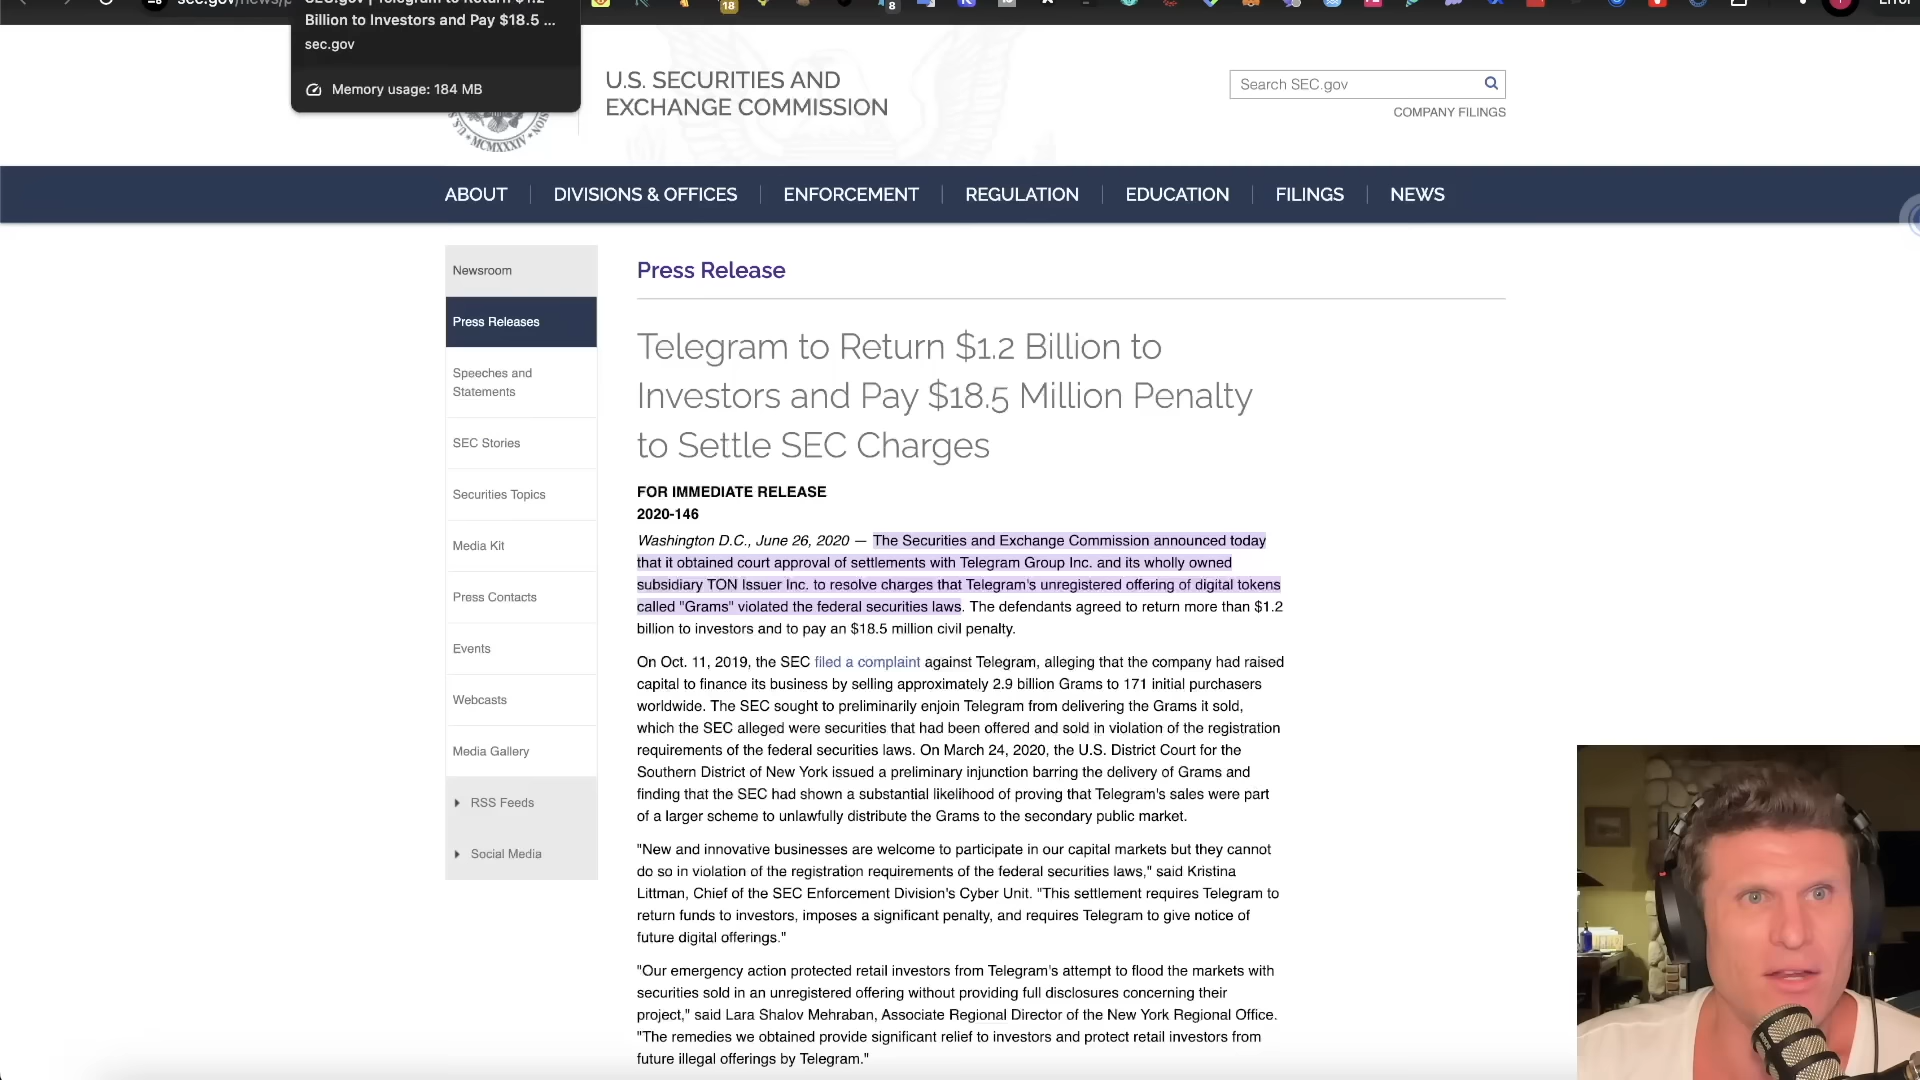 Billion to Investors and Pay $18.5 ...
sec.gov
Memory usage: 184 MB
18
8
U.S. SECURITIES AND
EXCHANGE COMMISSION
MCMXXXIV
Search SEC.gov
COMPANY FILINGS
ABOUT
DIVISIONS & OFFICES
ENFORCEMENT
REGULATION
EDUCATION
FILINGS
NEWS
Newsroom
Press Releases
Speeches and
Statements
SEC Stories
Securities Topics
Media Kit
Press Contacts
Events
Webcasts
Media Gallery
RSS Feeds
Social Media
Press Release
Telegram to Return $1.2 Billion to
Investors and Pay $18.5 Million Penalty
to Settle SEC Charges
FOR IMMEDIATE RELEASE
2020-146
Washington D.C., June 26, 2020 — The Securities and Exchange Commission announced today
that it obtained court approval of settlements with Telegram Group Inc. and its wholly owned
subsidiary TON Issuer Inc. to resolve charges that Telegram's unregistered offering of digital tokens
called "Grams" violated the federal securities laws. The defendants agreed to return more than $1.2
billion to investors and to pay an $18.5 million civil penalty.
On Oct. 11, 2019, the SEC filed a complaint against Telegram, alleging that the company had raised
capital to finance its business by selling approximately 2.9 billion Grams to 171 initial purchasers
worldwide. The SEC sought to preliminarily enjoin Telegram from delivering the Grams it sold,
which the SEC alleged were securities that had been offered and sold in violation of the registration
requirements of the federal securities laws. On March 24, 2020, the U.S. District Court for the
Southern District of New York issued a preliminary injunction barring the delivery of Grams and
finding that the SEC had shown a substantial likelihood of proving that Telegram's sales were part
of a larger scheme to unlawfully distribute the Grams to the secondary public market.
"New and innovative businesses are welcome to participate in our capital markets but they cannot
do so in violation of the registration requirements of the federal securities laws," said Kristina
Littman, Chief of the SEC Enforcement Division's Cyber Unit. "This settlement requires Telegram to
return funds to investors, imposes a significant penalty, and requires Telegram to give notice of
future digital offerings."
"Our emergency action protected retail investors from Telegram's attempt to flood the markets with
securities sold in an unregistered offering without providing full disclosures concerning their
project," said Lara Shalov Mehraban, Associate Regional Director of the New York Regional Office.
"The remedies we obtained provide significant relief to investors and protect retail investors from
future illegal offerings by Telegram."